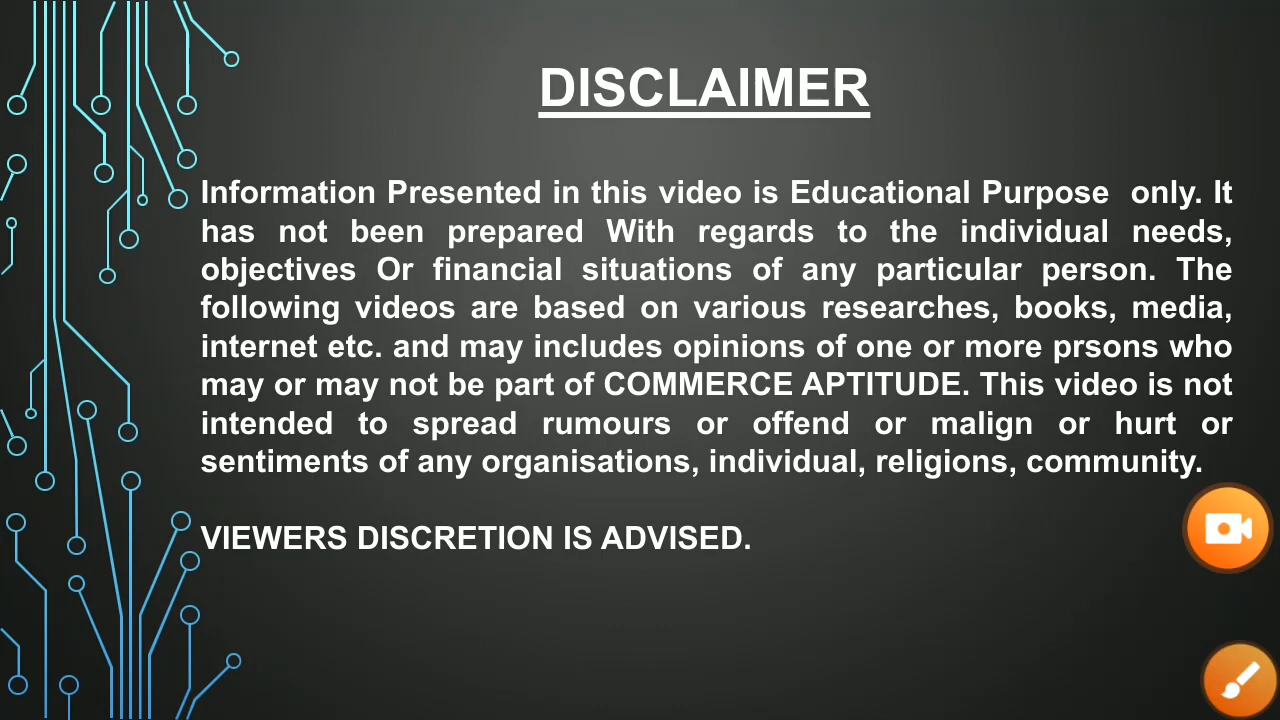 DISCLAIMER
Information Presented in this video is Educational Purpose only. It
has not been prepared With regards to the individual needs,
objectives Or financial situations of any particular person. The
following videos are based on various researches, books, media,
internet etc. and may includes opinions of one or more prsons who
may or may not be part of COMMERCE APTITUDE. This video is not
intended to spread rumours or offend or malign or hurt or
sentiments of any organisations, individual, religions, community.
VIEWERS DISCRETION IS ADVISED.